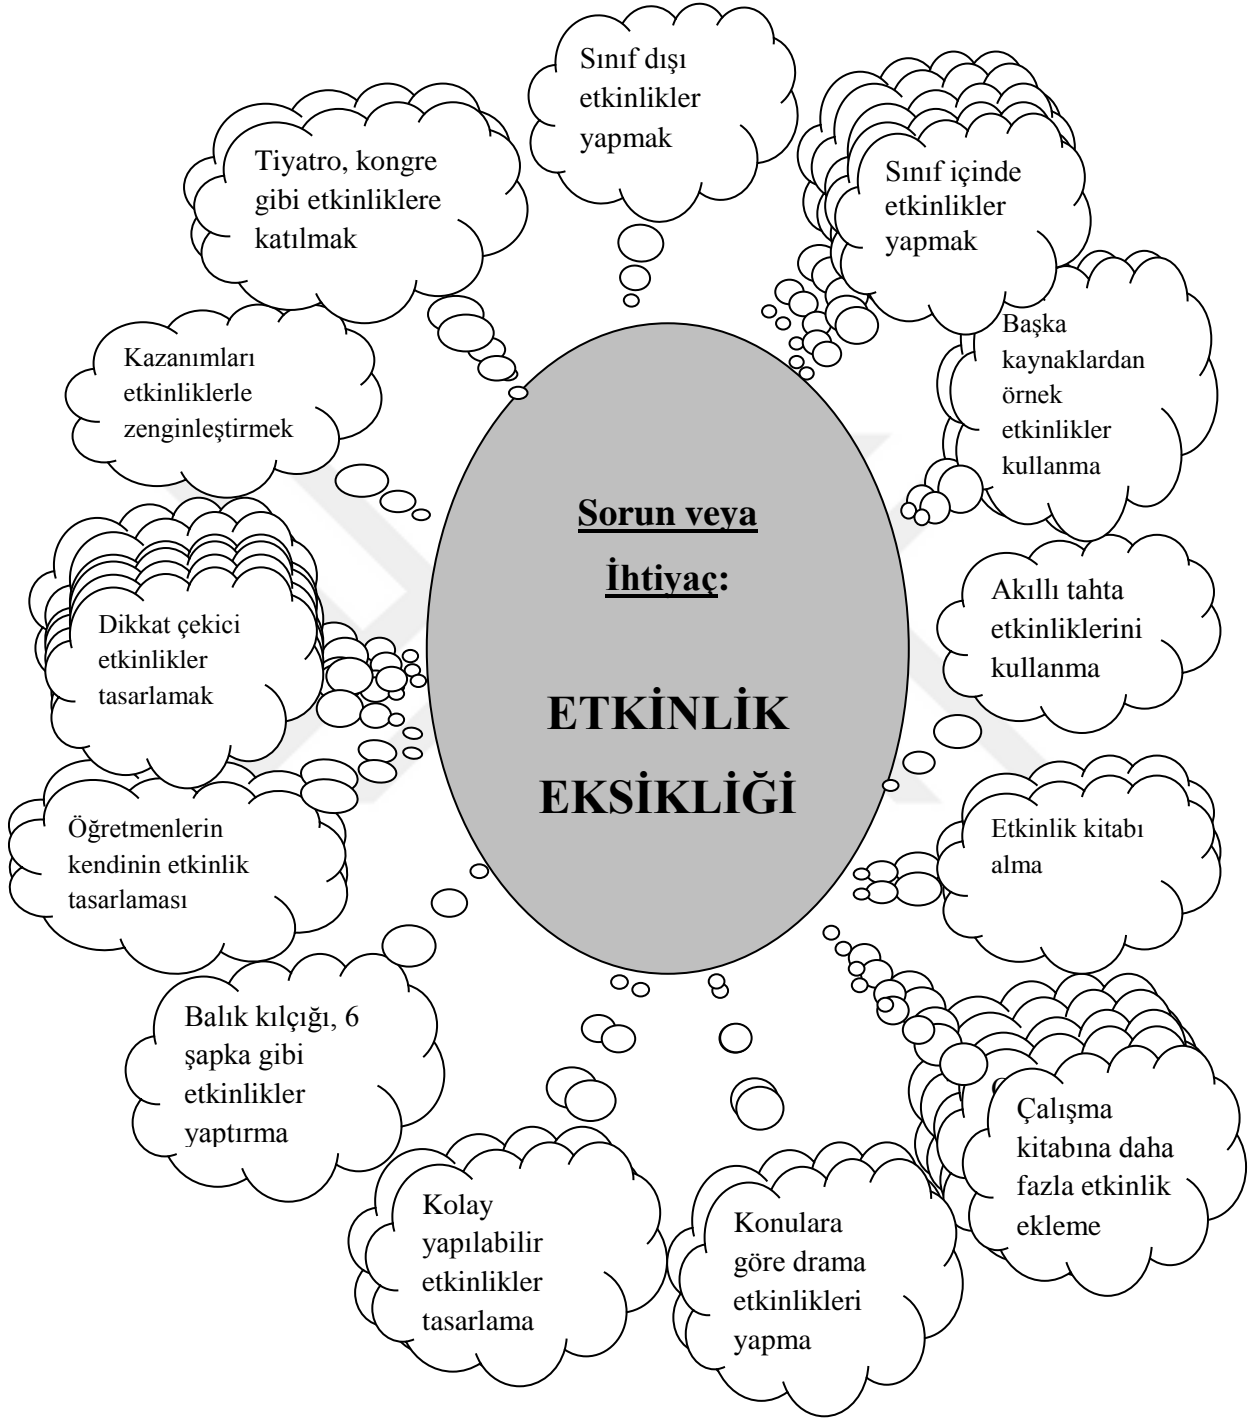 Sınıf dışı
etkinlikler
yapmak
Tiyatro, kongre
gibi etkinliklere
katılmak
Sınıf içinde
etkinlikler
yapmak
Kazanımları
etkinliklerle
zenginleştirmek
Başka
kaynaklardan
örnek
etkinlikler
kullanma
Sorun veya
İhtiyaç:
ETKİNLİK
EKSİKLİĞİ
Dikkat çekici
etkinlikler
tasarlamak
Akıllı tahta
etkinliklerini
kullanma
Öğretmenlerin
kendinin etkinlik
tasarlaması
Etkinlik kitabı
alma
Balık kılçığı, 6
şapka gibi
etkinlikler
yaptırma
Çalışma
kitabına daha
fazla etkinlik
ekleme
Kolay
yapılabilir
etkinlikler
tasarlama
Konulara
göre drama
etkinlikleri
yapma